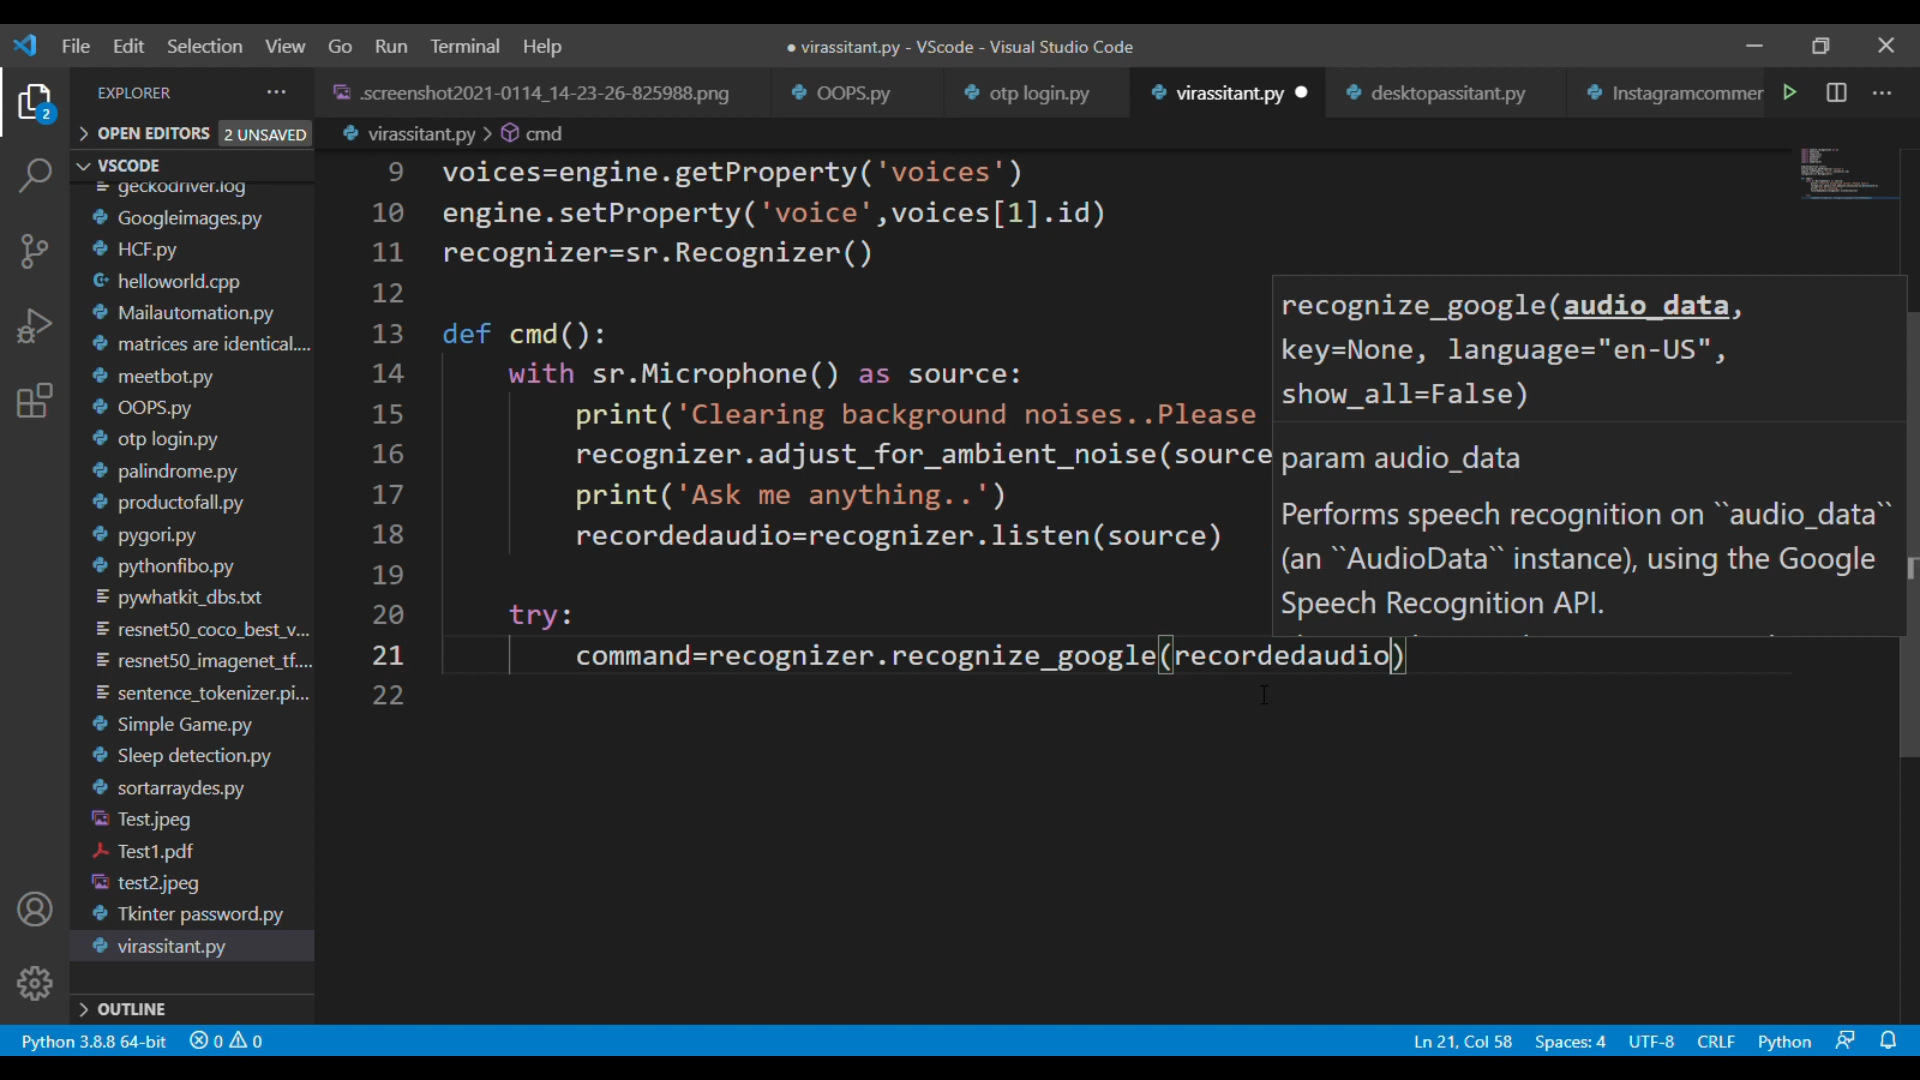 File Edit Selection View Go Run Terminal Help
● virassitant.py - VScode - Visual Studio Code
EXPLORER
.screenshot2021-0114_14-23-26-825988.png
OOPS.py
otp login.py
virassitant.py
desktopassitant.py
Instagramcommer
2
OPEN EDITORS 2 UNSAVED
virassitant.py > cmd
VSCODE
geckodriver.log
Googleimages.py
HCF.py
helloworld.cpp
Mailautomation.py
matrices are identical....
meetbot.py
OOPS.py
otp login.py
palindrome.py
productofall.py
pygori.py
pythonfibo.py
pywhatkit_dbs.txt
resnet50_coco_best_v...
resnet50_imagenet_tf....
sentence_tokenizer.pi...
Simple Game.py
Sleep detection.py
sortarraydes.py
Test.jpeg
Test1.pdf
test2.jpeg
Tkinter password.py
virassitant.py
OUTLINE
9 voices=engine.getProperty('voices')
10 engine.setProperty('voice',voices[1].id)
11 recognizer=sr.Recognizer()
12
13 def cmd():
14 with sr.Microphone() as source:
15 print('Clearing background noises..Please
16 recognizer.adjust_for_ambient_noise(source
17 print('Ask me anything..')
18 recordedaudio=recognizer.listen(source)
19
20 try:
21 command=recognizer.recognize_google(recordedaudio)
22
recognize_google(audio_data,
key=None, language="en-US",
show_all=False)
param audio_data
Performs speech recognition on ``audio_data``
(an ``AudioData`` instance), using the Google
Speech Recognition API.
Python 3.8.8 64-bit 0 0
Ln 21, Col 58 Spaces: 4 UTF-8 CRLF Python